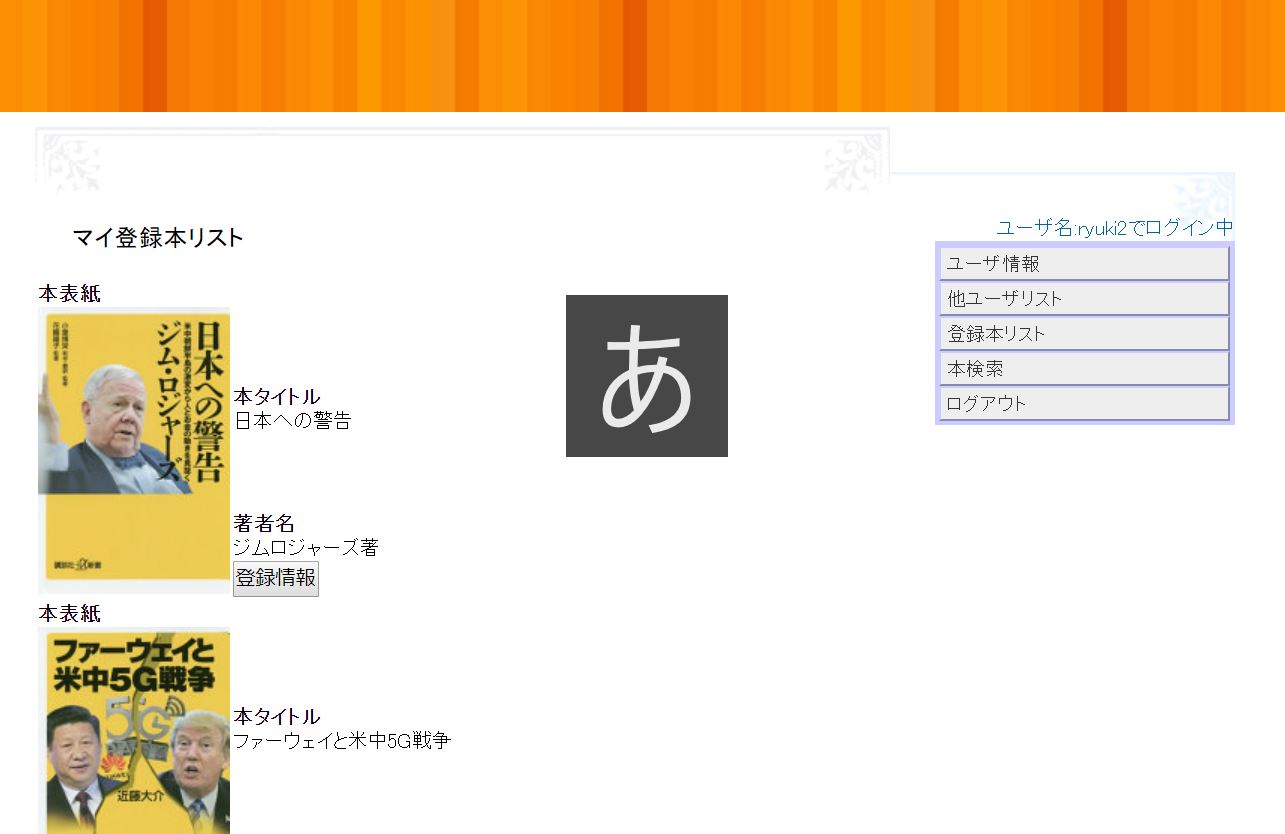 マイ登録本リスト
ユーザ名:ryuki2でログイン中
ユーザ情報
他ユーザリスト
登録本リスト
本検索
ログアウト
あ
本表紙
日本への警告
米中朝鮮半島の激変から人とお金の動きを見抜く
ジム・ロジャーズ
講談社+α新書
本タイトル
日本への警告
著者名
ジムロジャーズ著
登録情報
本表紙
ファーウェイと
米中5G戦争
5G
HUAWEI
近藤大介
本タイトル
ファーウェイと米中5G戦争